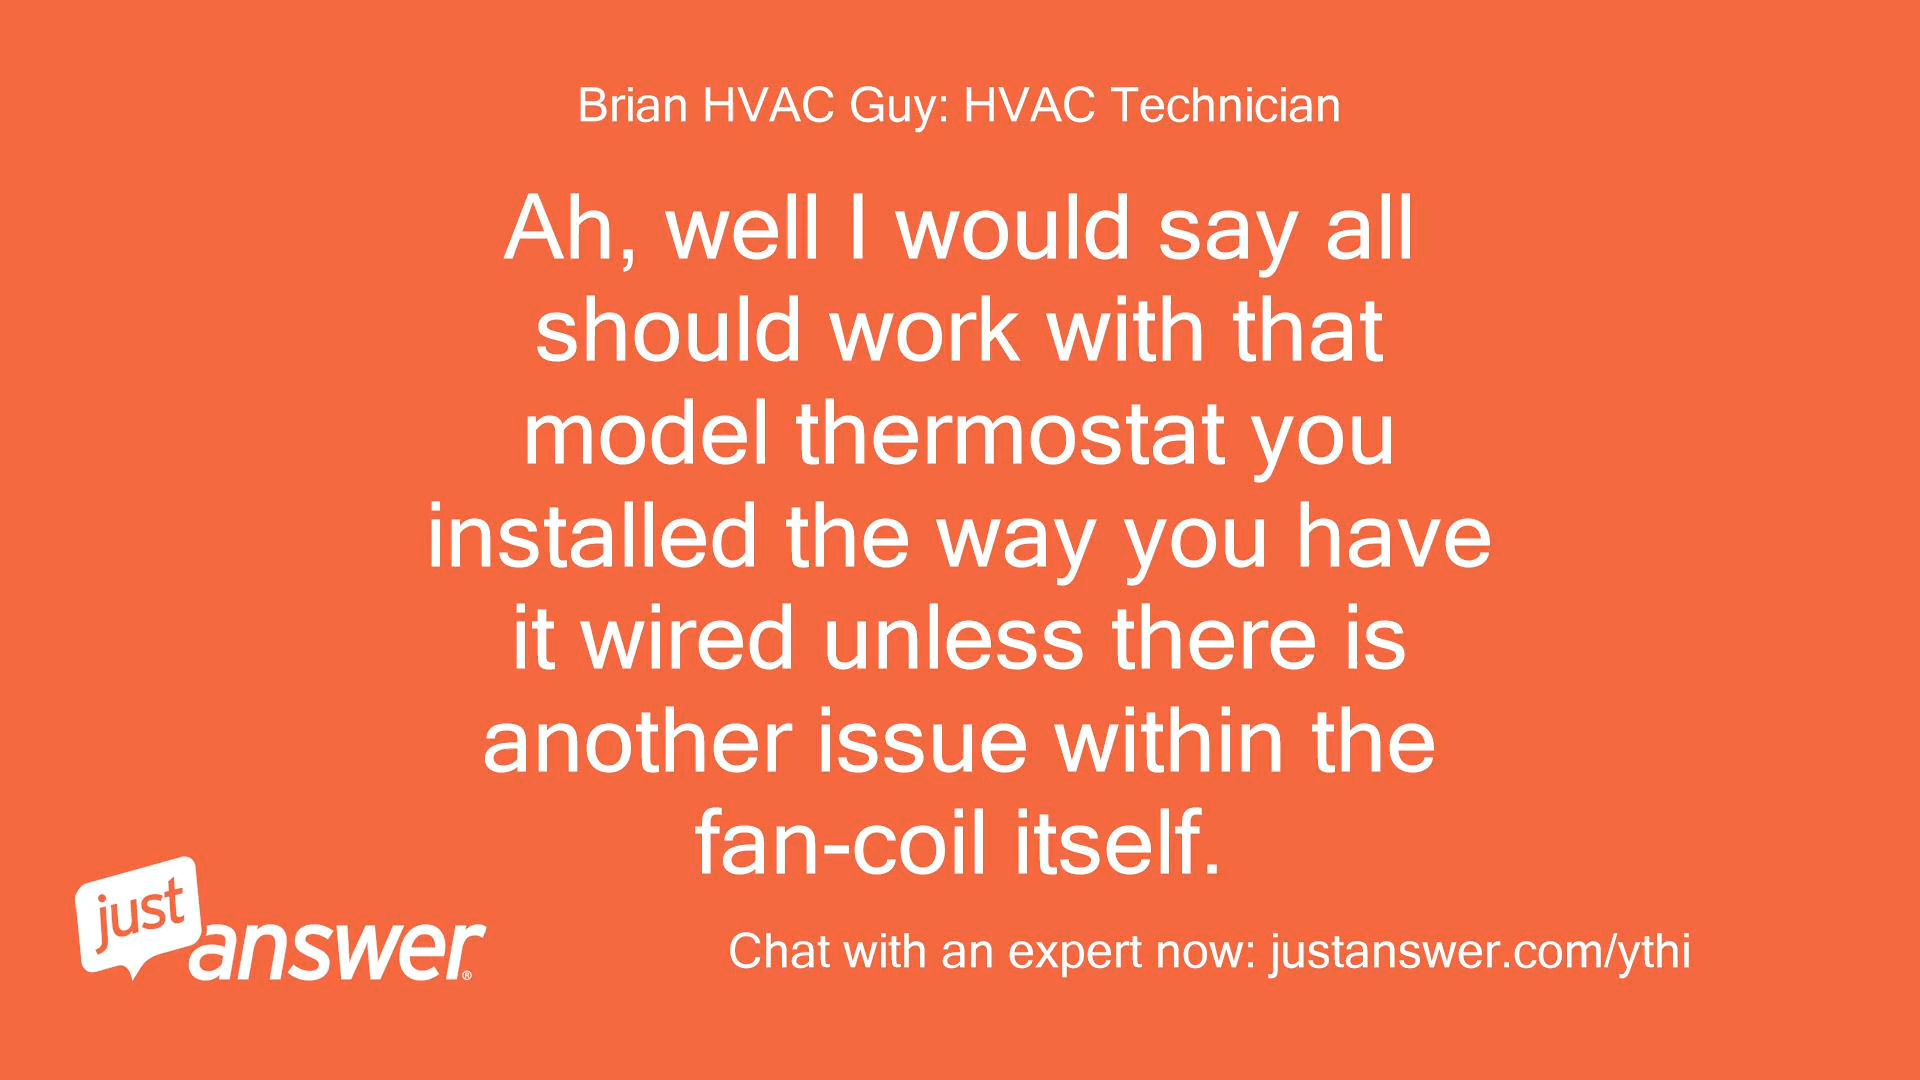 Brian HVAC Guy: HVAC Technician
Ah, well I would say all
should work with that
model thermostat you
installed the way you have
it wired unless there is
another issue within the
fan-coil itself.
just
answer®
Chat with an expert now: justanswer.com/ythi